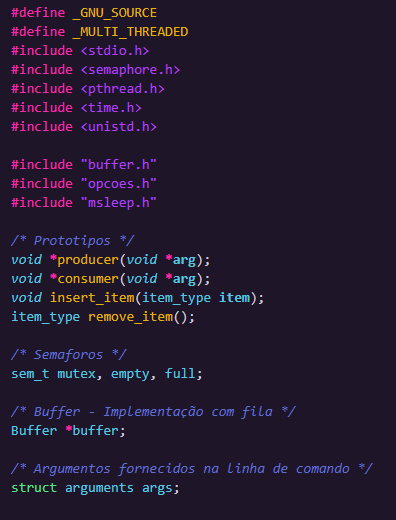 #define _GNU_SOURCE
#define _MULTI_THREADED
#include <stdio.h>
#include <semaphore.h>
#include <pthread.h>
#include <time.h>
#include <unistd.h>
#include "buffer.h"
#include "opcoes.h"
#include "msleep.h"
/* Prototipos */
void *producer(void *arg);
void *consumer(void *arg);
void insert_item(item_type item);
item_type remove_item();
/* Semaforos */
sem_t mutex, empty, full;
/* Buffer - Implementação com fila */
Buffer *buffer;
/* Argumentos fornecidos na linha de comando */
struct arguments args;